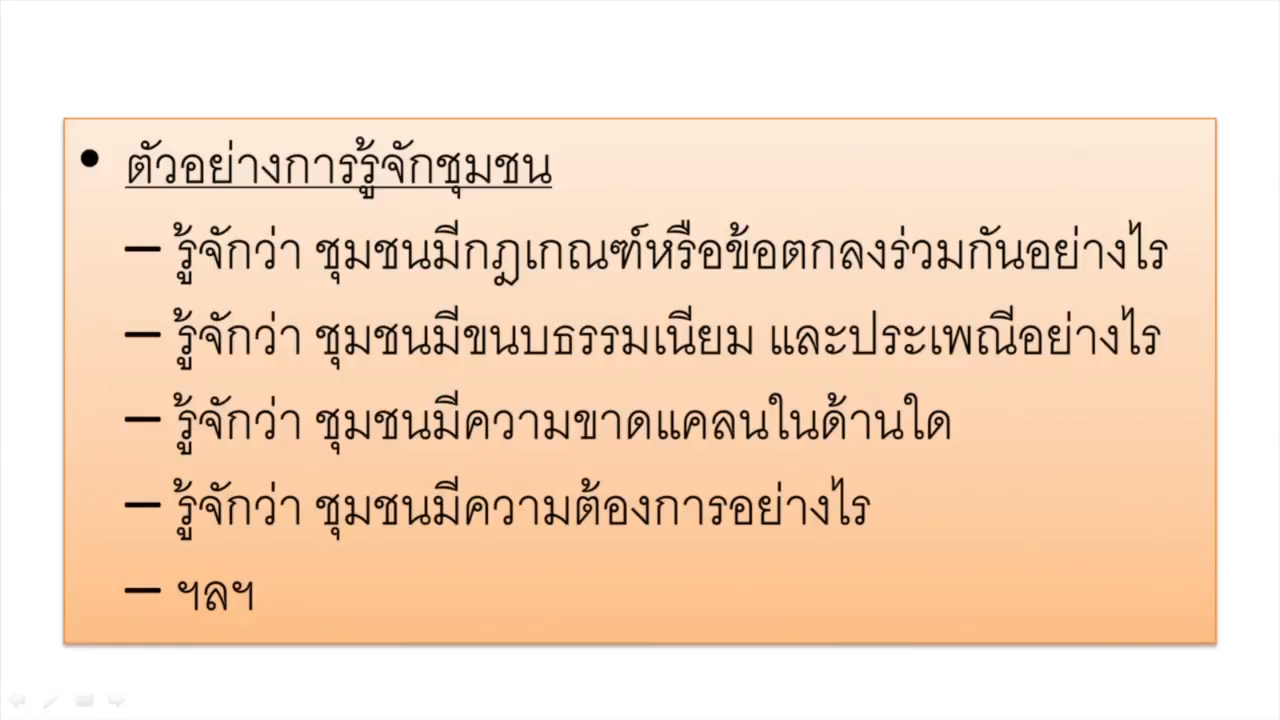 • ตัวอย่างการรู้จักชุมชน
– รู้จักว่า ชุมชนมีกฎเกณฑ์หรือข้อตกลงร่วมกันอย่างไร
– รู้จักว่า ชุมชนมีขนบธรรมเนียม และประเพณีอย่างไร
– รู้จักว่า ชุมชนมีความขาดแคลนในด้านใด
– รู้จักว่า ชุมชนมีความต้องการอย่างไร
– ฯลฯ